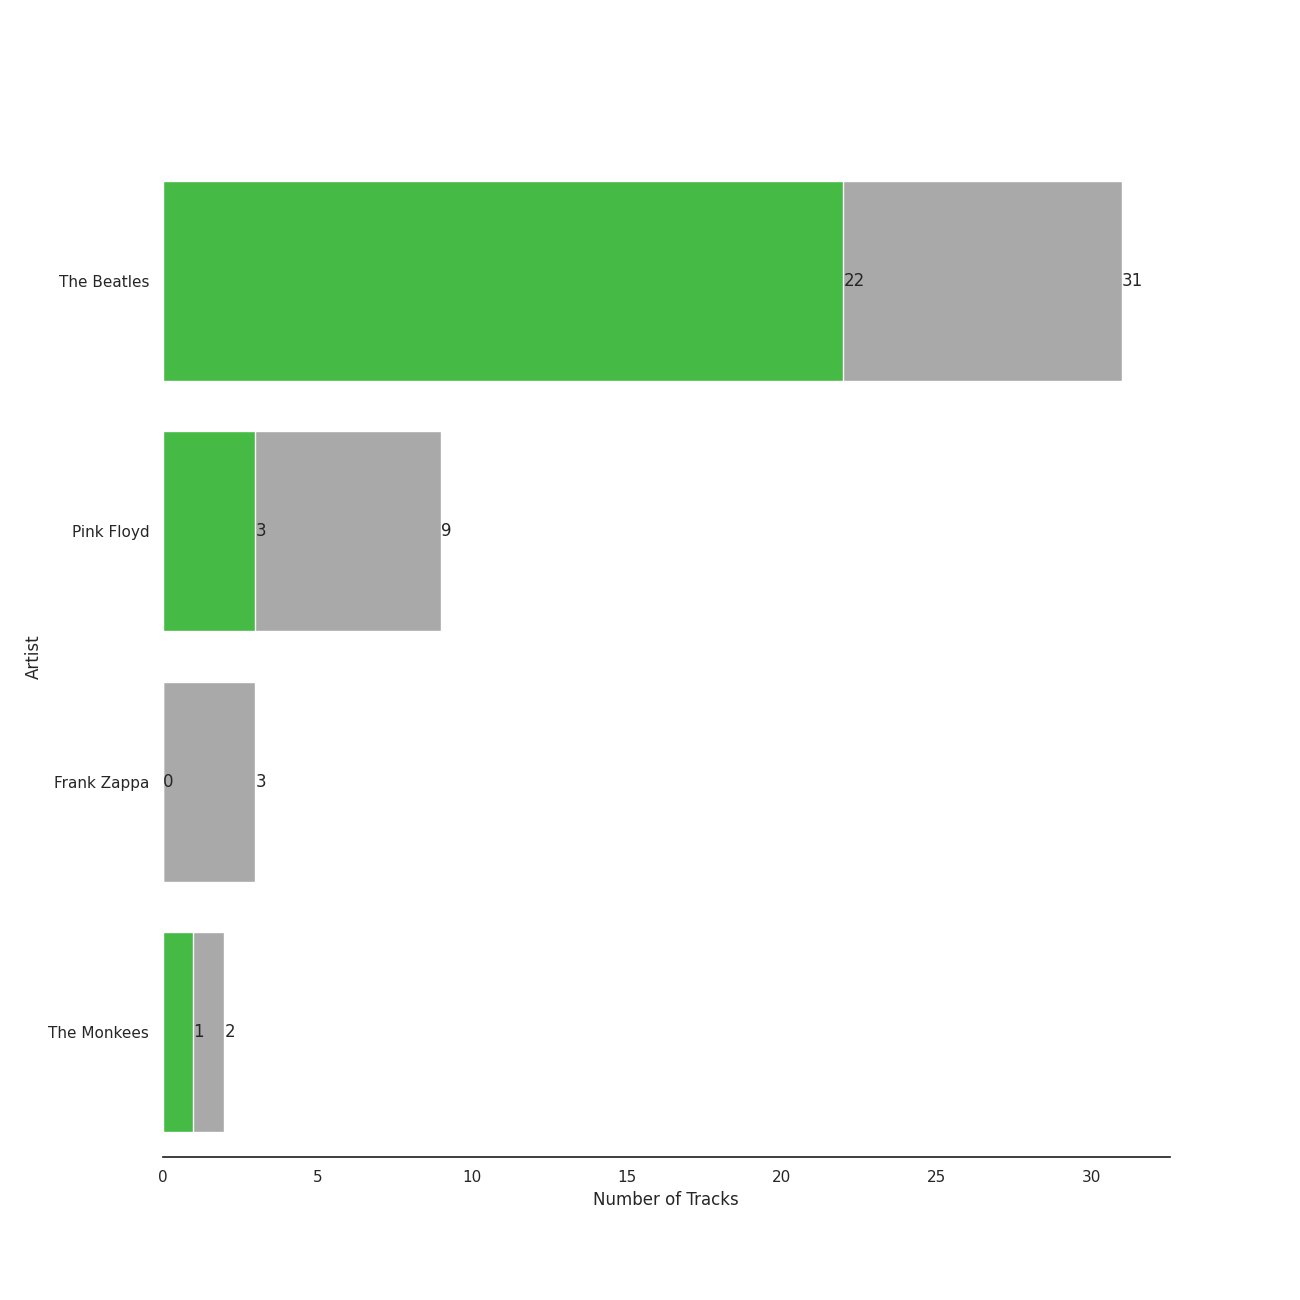 The Beatles
22
31
Pink Floyd
3
9
Artist
Frank Zappa
0
3
The Monkees
1
2
0 5 10 15 20 25 30
Number of Tracks